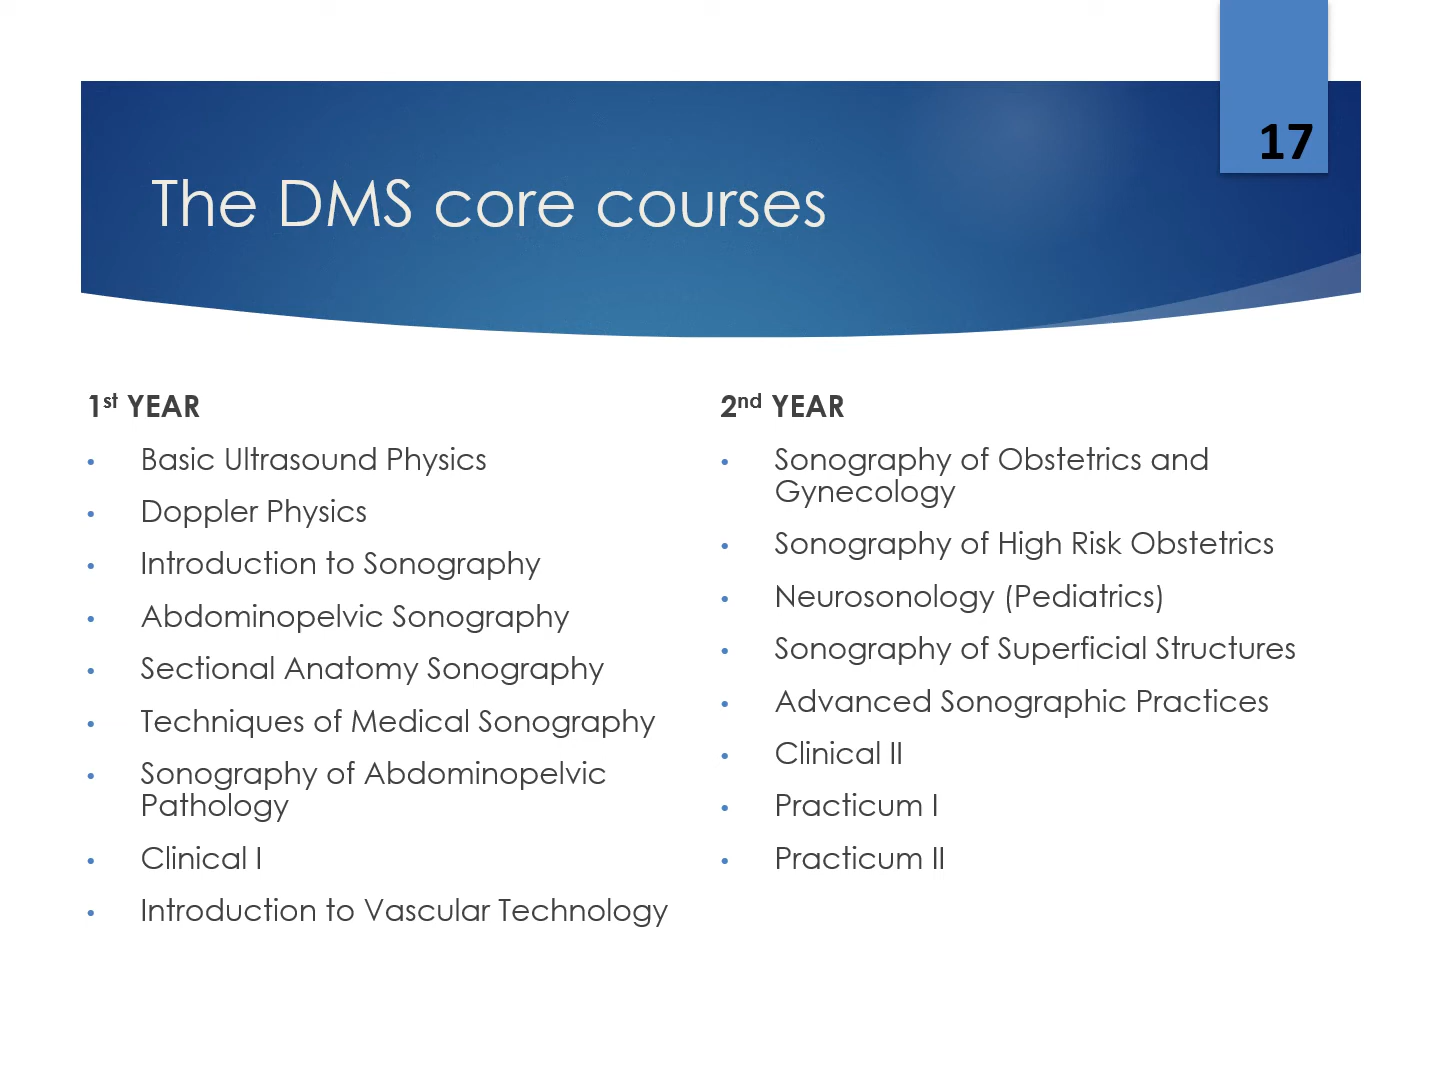 17
The DMS core courses
1st YEAR
• Basic Ultrasound Physics
• Doppler Physics
• Introduction to Sonography
• Abdominopelvic Sonography
• Sectional Anatomy Sonography
• Techniques of Medical Sonography
• Sonography of Abdominopelvic
Pathology
• Clinical I
• Introduction to Vascular Technology
2nd YEAR
• Sonography of Obstetrics and
Gynecology
• Sonography of High Risk Obstetrics
• Neurosonology (Pediatrics)
• Sonography of Superficial Structures
• Advanced Sonographic Practices
• Clinical II
• Practicum I
• Practicum II